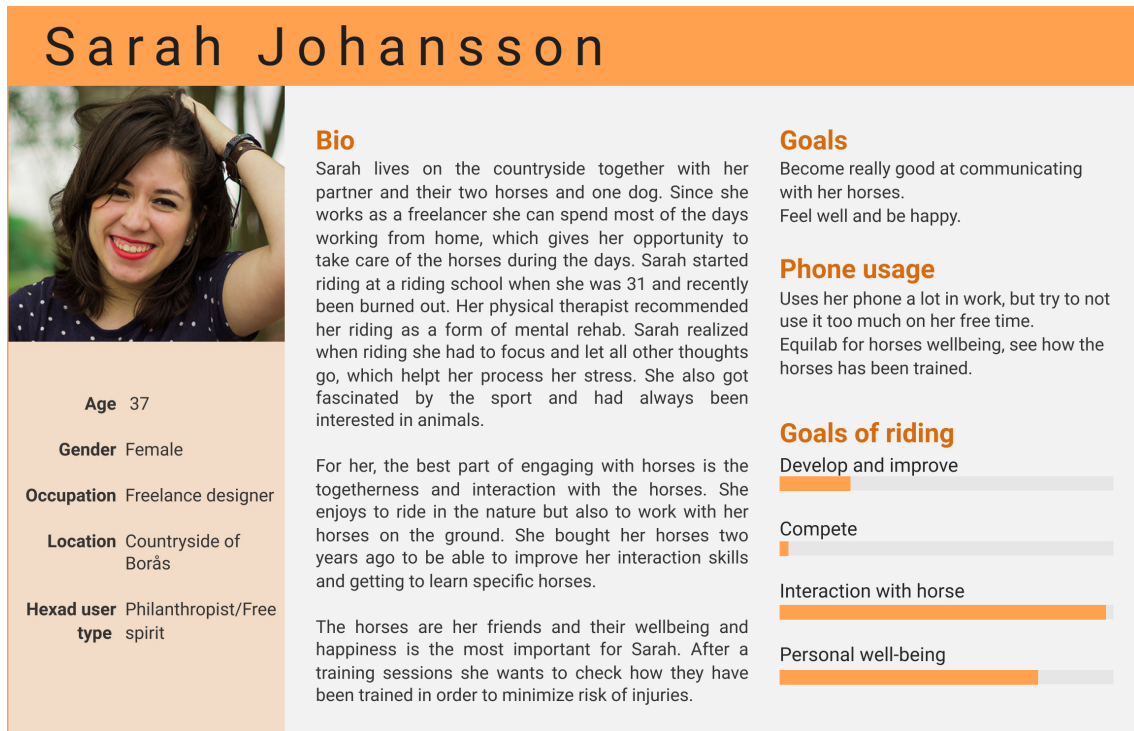 Sarah Johansson
Age 37
Gender Female
Occupation Freelance designer
Location Countryside of
Borås
Hexad user Philanthropist/Free
type spirit
Bio
Sarah lives on the countryside together with her
partner and their two horses and one dog. Since she
works as a freelancer she can spend most of the days
working from home, which gives her opportunity to
take care of the horses during the days. Sarah started
riding at a riding school when she was 31 and recently
been burned out. Her physical therapist recommended
her riding as a form of mental rehab. Sarah realized
when riding she had to focus and let all other thoughts
go, which helpt her process her stress. She also got
fascinated by the sport and had always been
interested in animals.
For her, the best part of engaging with horses is the
togetherness and interaction with the horses. She
enjoys to ride in the nature but also to work with her
horses on the ground. She bought her horses two
years ago to be able to improve her interaction skills
and getting to learn specific horses.
The horses are her friends and their wellbeing and
happiness is the most important for Sarah. After a
training sessions she wants to check how they have
been trained in order to minimize risk of injuries.
Goals
Become really good at communicating
with her horses.
Feel well and be happy.
Phone usage
Uses her phone a lot in work, but try to not
use it too much on her free time.
Equilab for horses wellbeing, see how the
horses has been trained.
Goals of riding
Develop and improve
Compete
Interaction with horse
Personal well-being